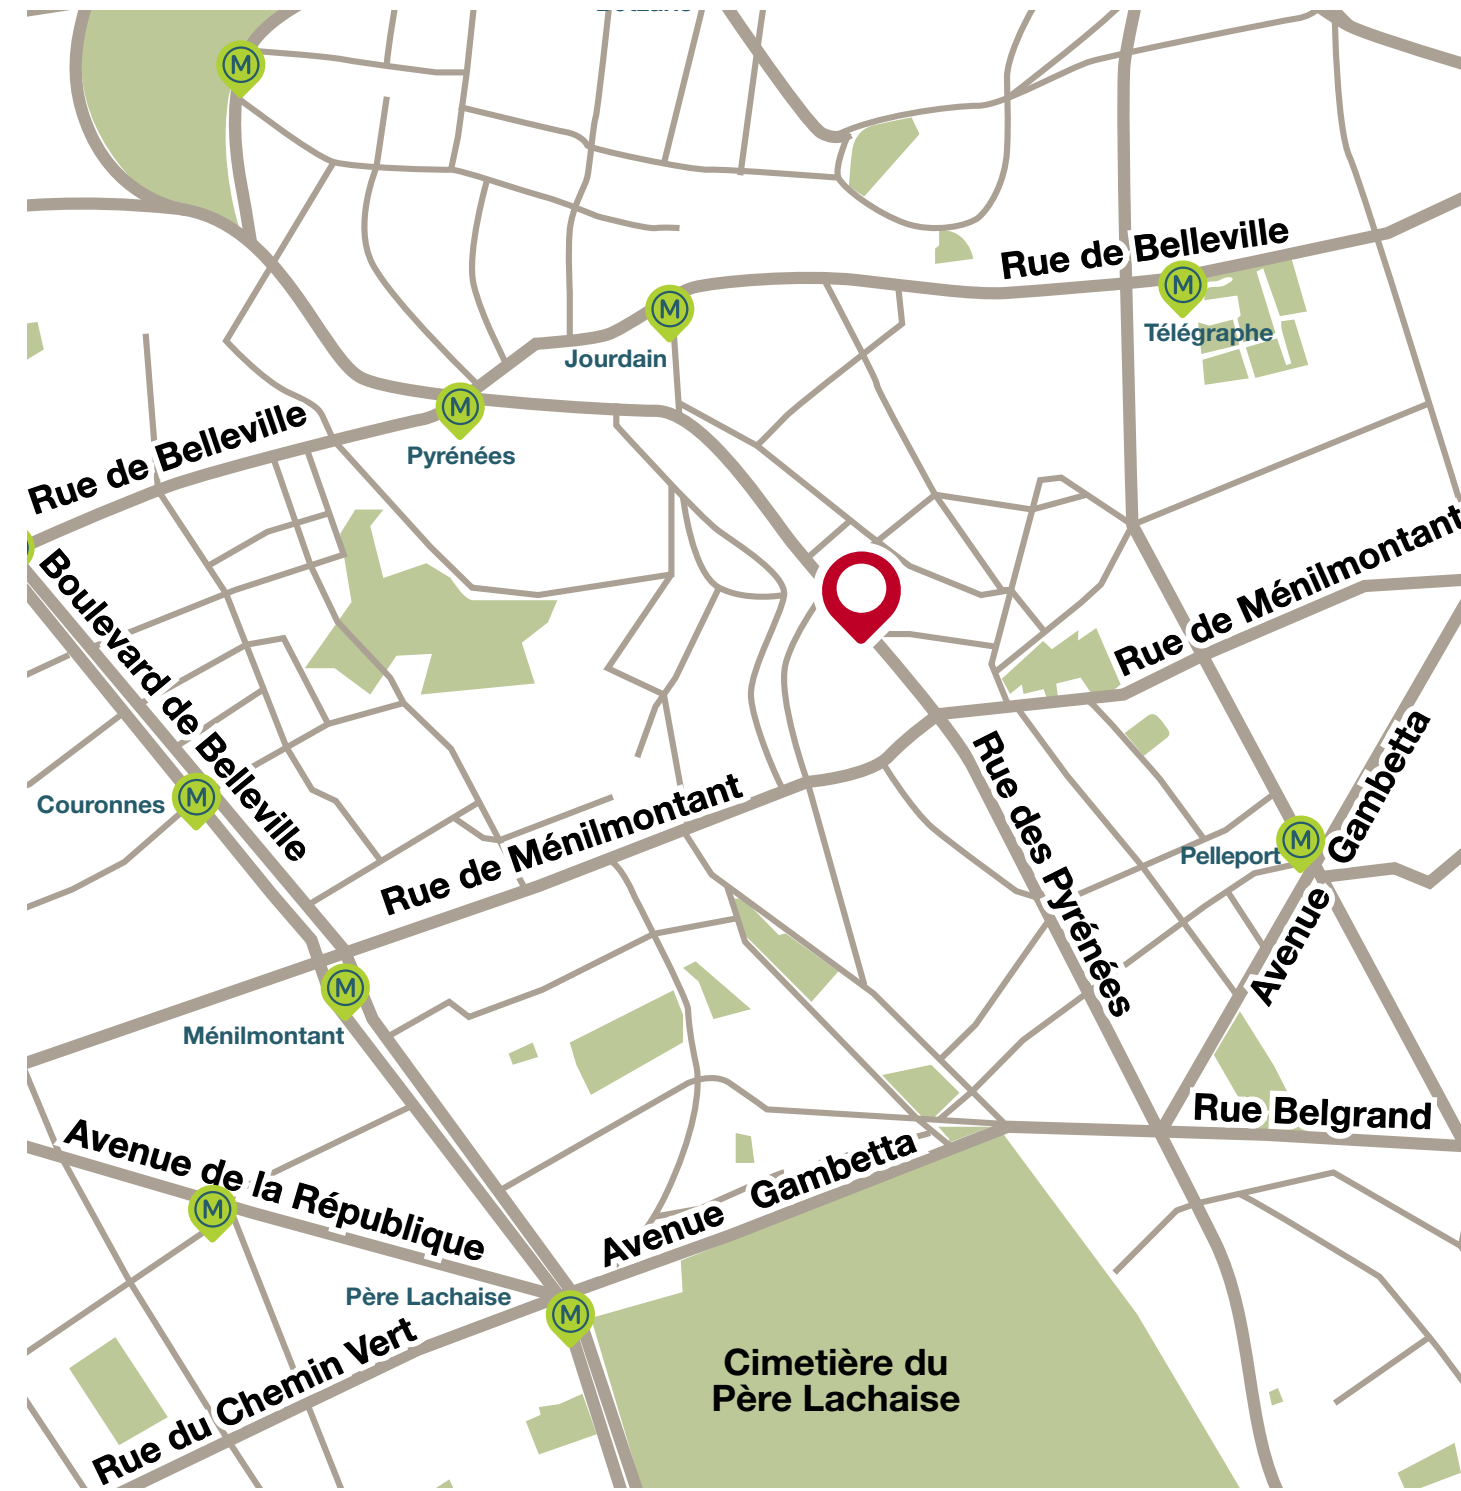 M
Rue de Belleville
M
Télégraphe
M
Jourdain
M
Pyrénées
Rue de Belleville
Rue de Ménilmontant
Boulevard de Belleville
M
Couronnes
Rue de Ménilmontant
Rue des Pyrénées
M
Pelleport
Avenue Gambetta
M
Ménilmontant
Rue Belgrand
Avenue de la République
M
Avenue Gambetta
Père Lachaise
M
Rue du Chemin Vert
Cimetière du
Père Lachaise